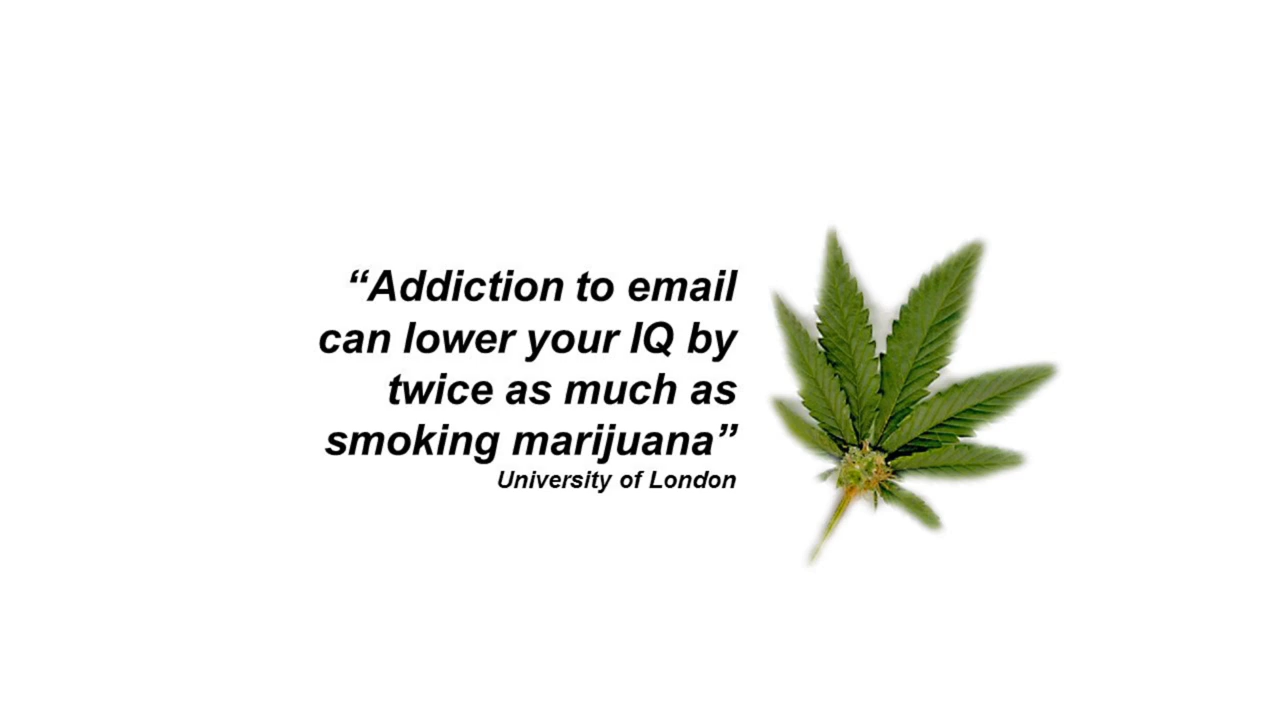 “Addiction to email
can lower your IQ by
twice as much as
smoking marijuana”
University of London